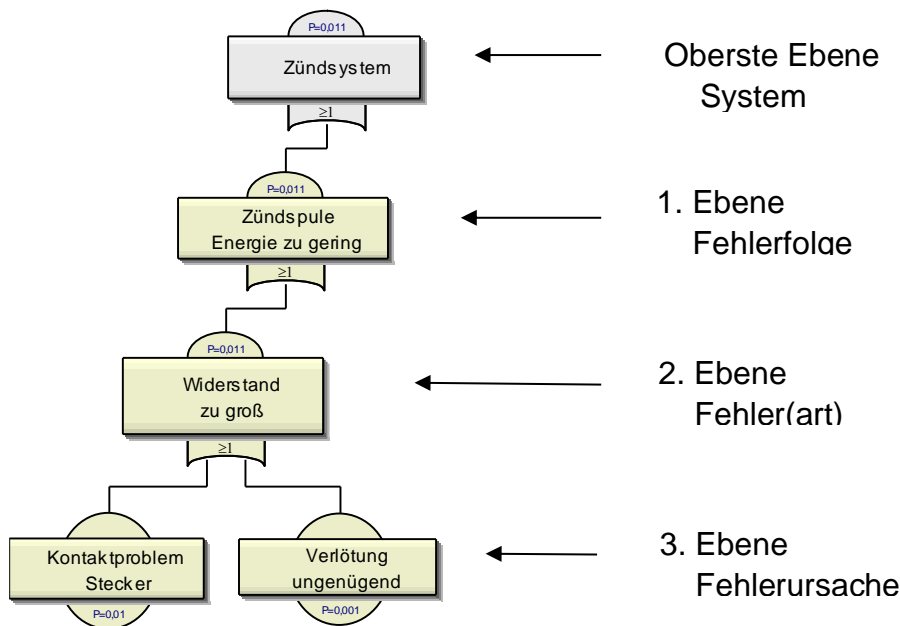 P=0,011
Zündsystem
≥1
Oberste Ebene
System
P=0,011
Zündspule
Energie zu gering
≥1
1. Ebene
Fehlerfolge
P=0,011
Widerstand
zu groß
≥1
2. Ebene
Fehler(art)
Kontaktproblem
Stecker
P=0,01
Verlötung
ungenügend
P=0,001
3. Ebene
Fehlerursache